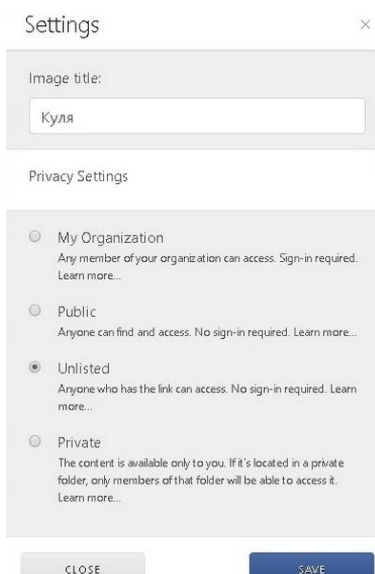 Settings
×
Image title:
Куля
Privacy Settings
My Organization
Any member of your organization can access. Sign-in required.
Learn more...
Public
Anyone can find and access. No sign-in required. Learn more...
Unlisted
Anyone who has the link can access. No sign-in required. Learn
more...
Private
The content is available only to you. If it's located in a private
folder, only members of that folder will be able to access it.
Learn more...
CLOSE SAVE